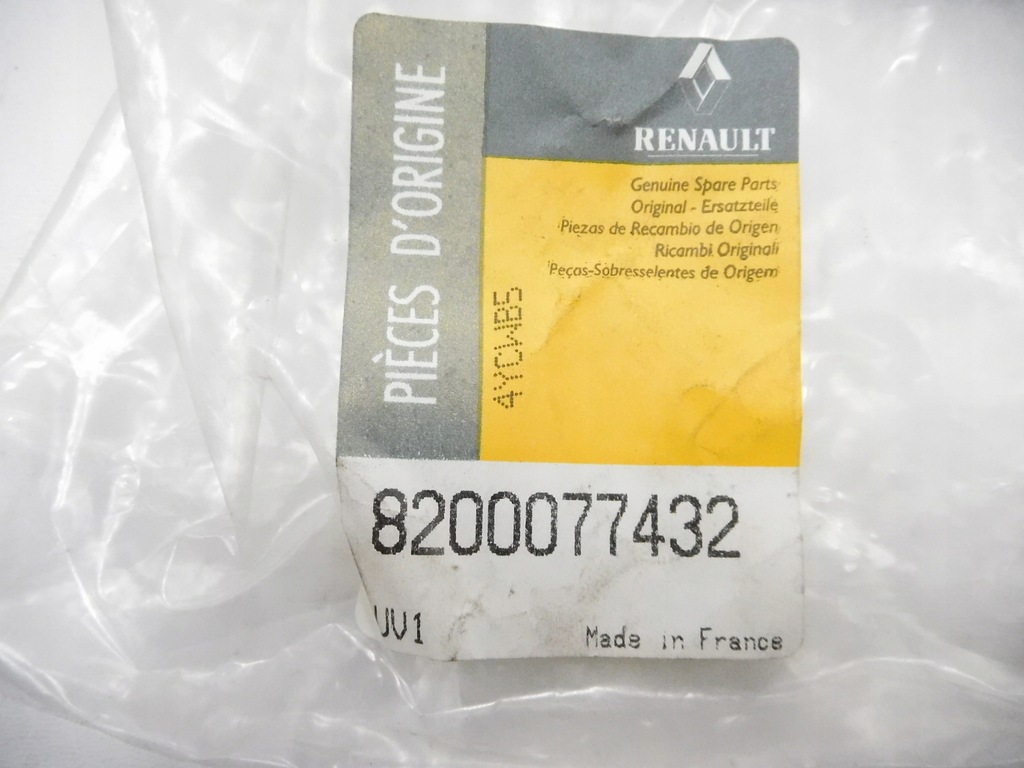 PIÈCES D'ORIGINE
RENAULT
Genuine Spare Parts
Original - Ersatzteile
Piezas de Recambio de Origen
Ricambi Originali
Peças-Sobresselentes de Origem
4YCWB5
8200077432
UV1
Made in France